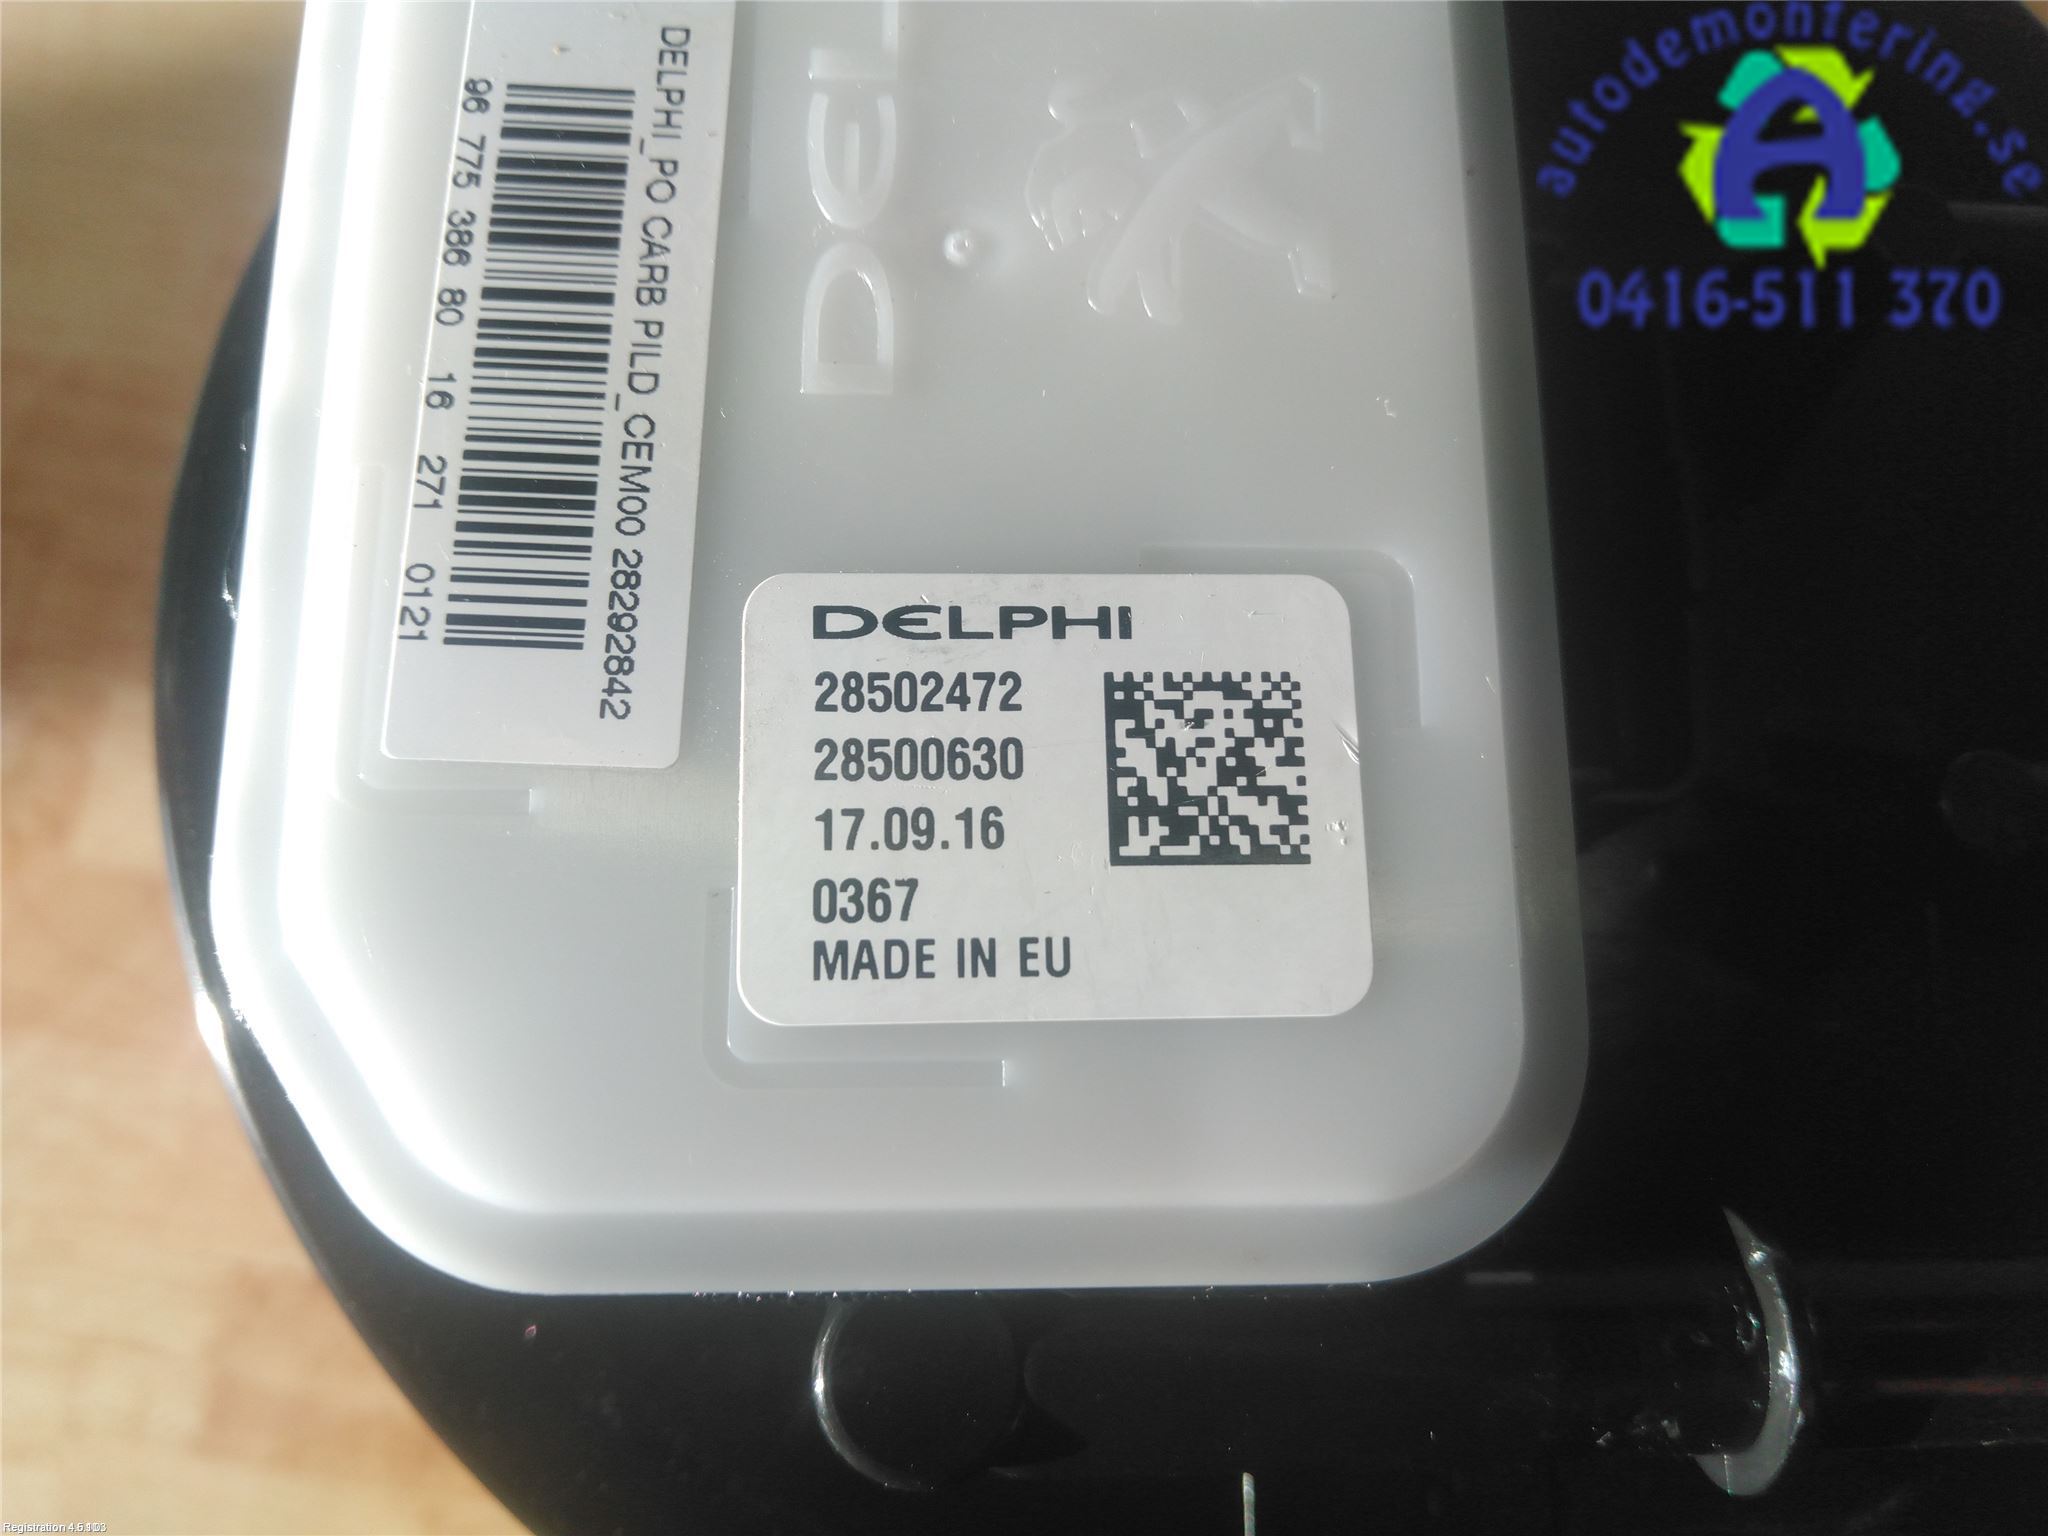 DELPHI_PO CARB PILD_CEM00 28292842
96 775 386 80 16 271 0121
DEL
DELPHI
28502472
28500630
17.09.16
0367
MADE IN EU
autodemontering.se
A
0416-511 370